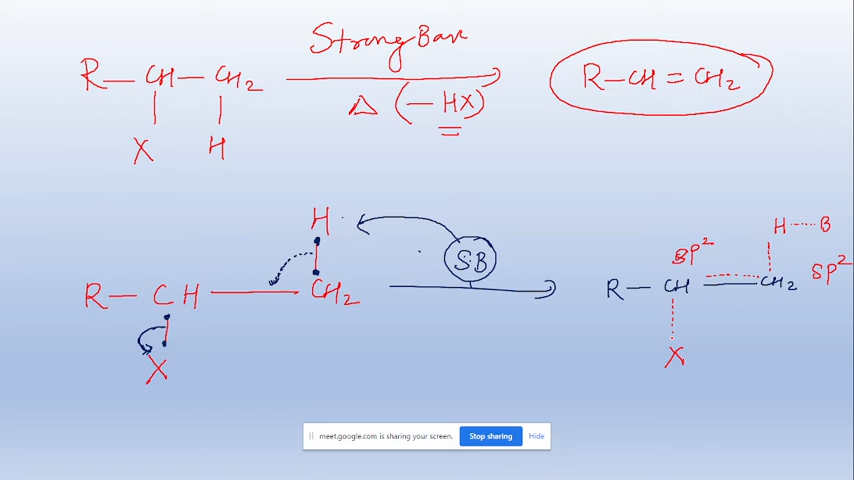 Strong Base
R — CH — CH₂
X H
Δ (— HX)
R — CH = CH₂
H
SB
R — CH — CH₂
X
H ---- B
SP² SP²
R — CH = CH₂
X
meet.google.com is sharing your screen. Stop sharing Hide